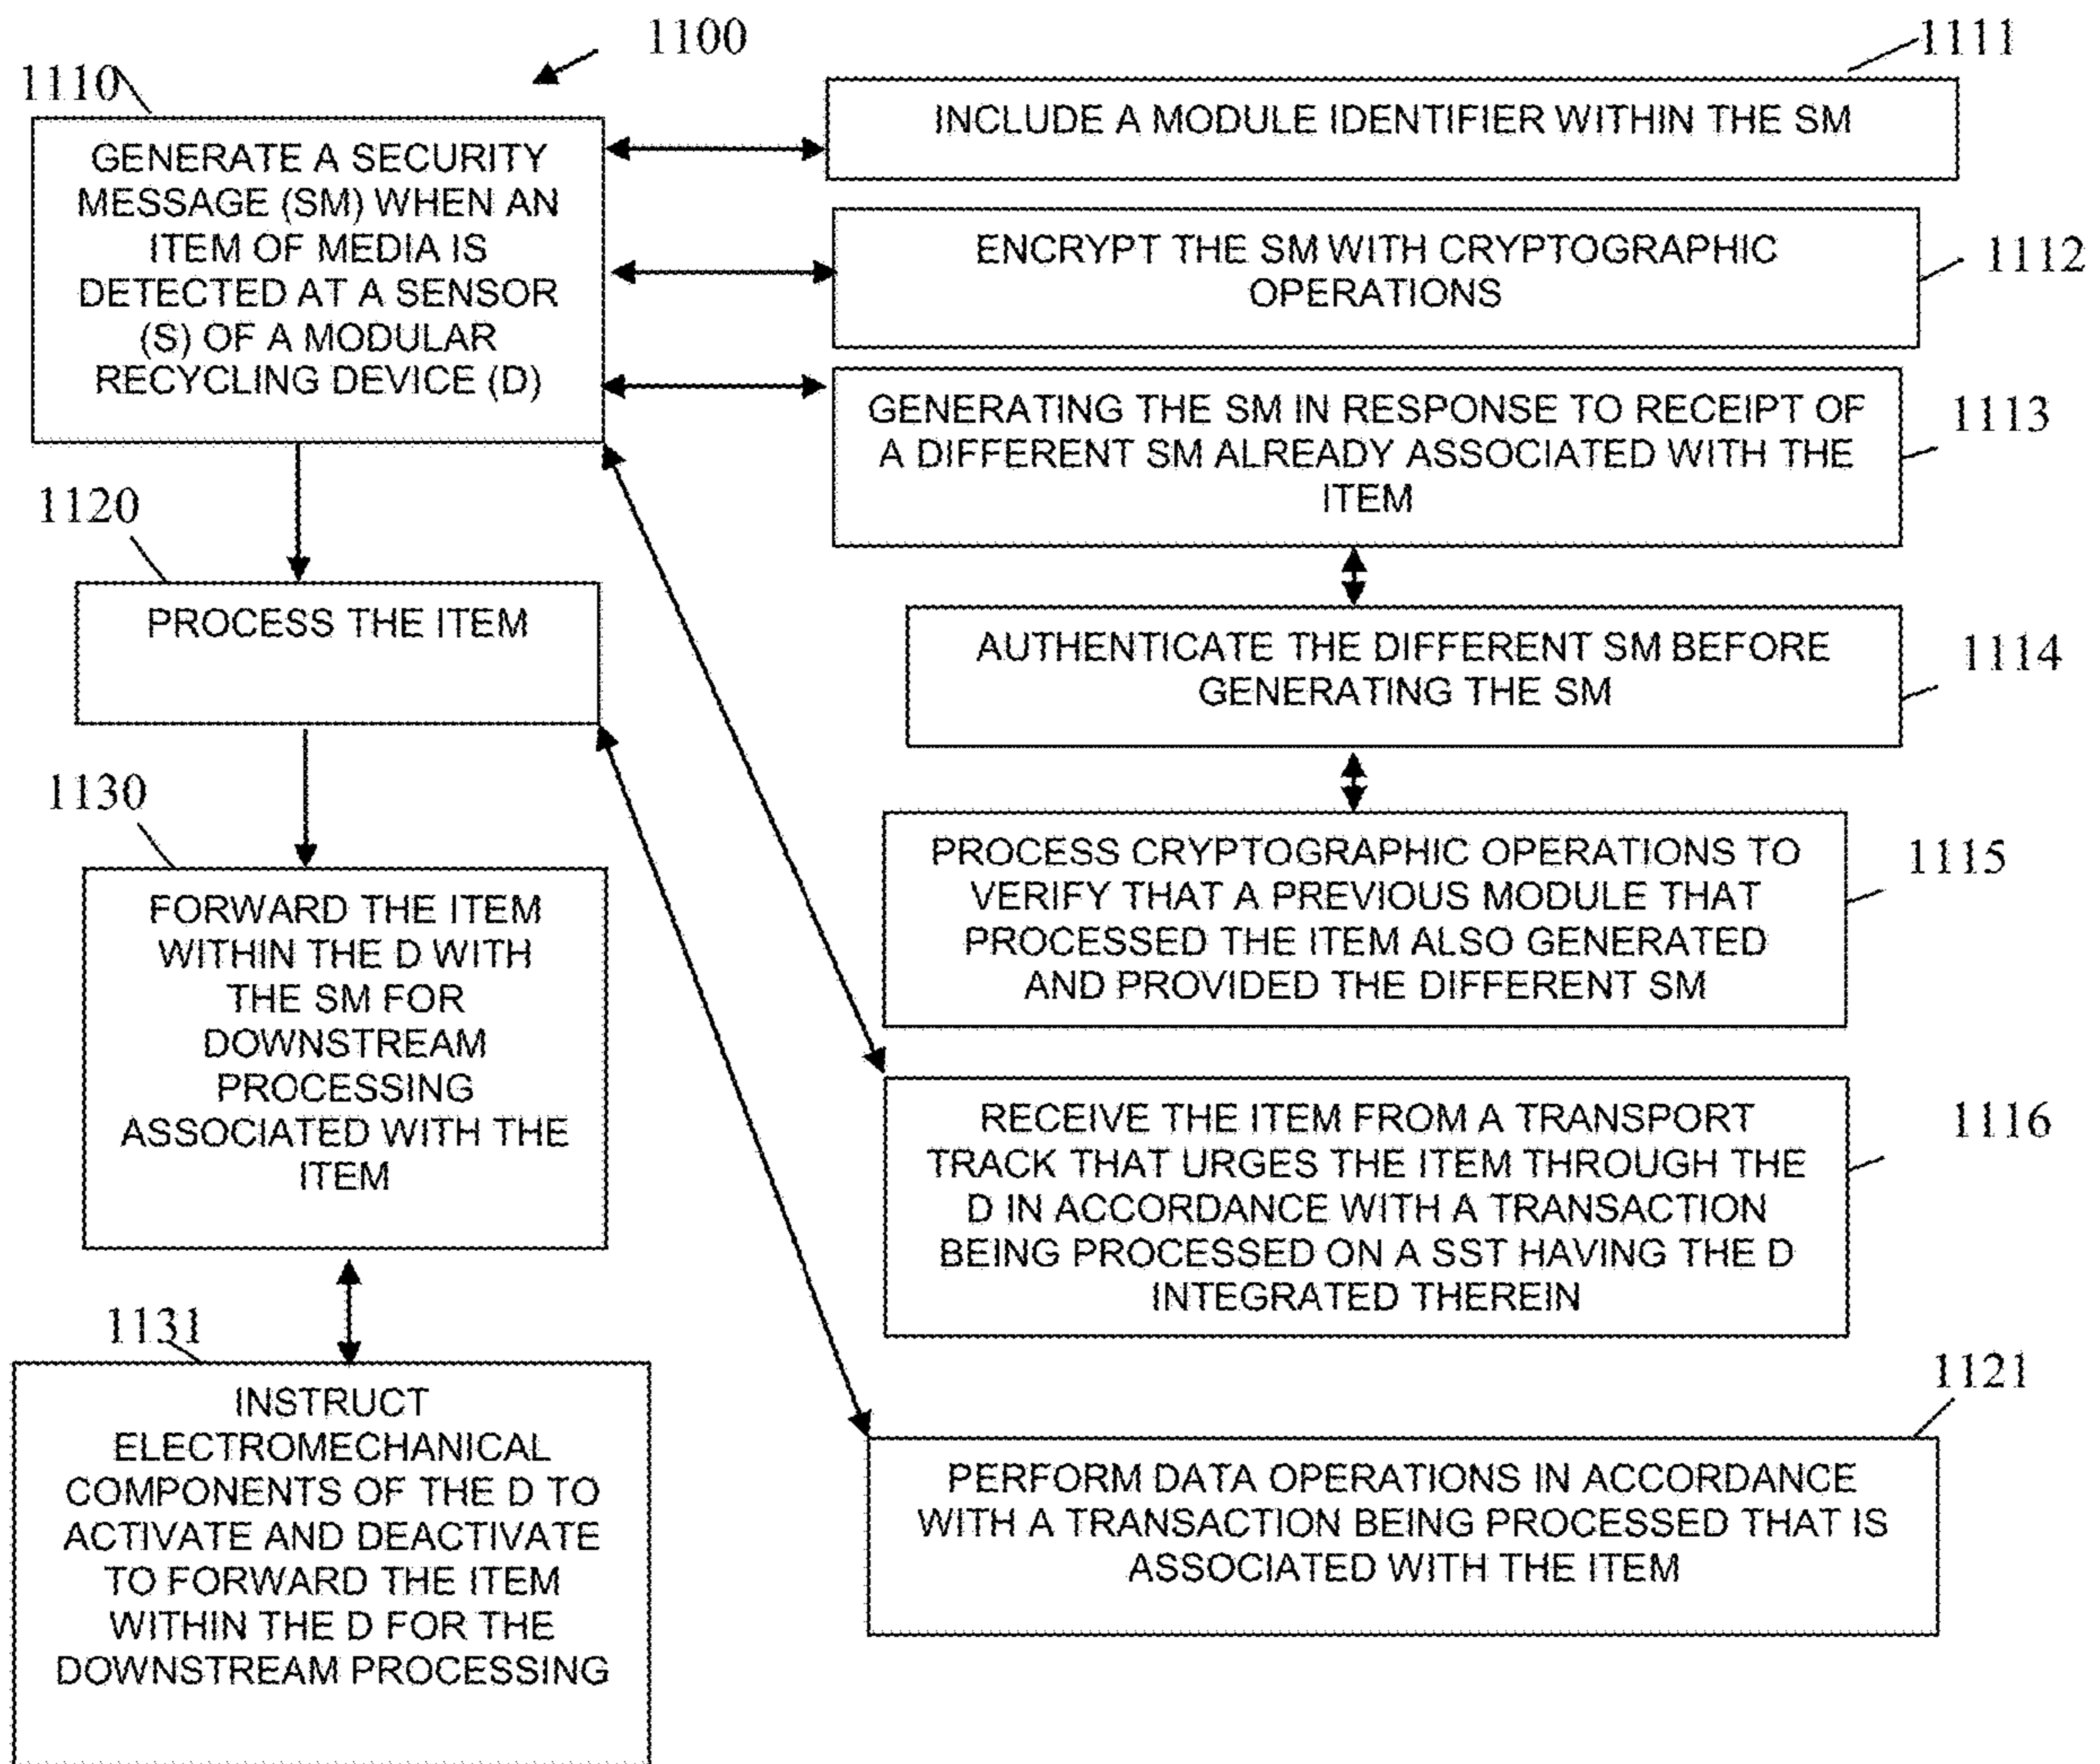 1100
1110
GENERATE A SECURITY
MESSAGE (SM) WHEN AN
ITEM OF MEDIA IS
DETECTED AT A SENSOR
(S) OF A MODULAR
RECYCLING DEVICE (D)
1111
INCLUDE A MODULE IDENTIFIER WITHIN THE SM
1112
ENCRYPT THE SM WITH CRYPTOGRAPHIC
OPERATIONS
1113
GENERATING THE SM IN RESPONSE TO RECEIPT OF
A DIFFERENT SM ALREADY ASSOCIATED WITH THE
ITEM
1114
AUTHENTICATE THE DIFFERENT SM BEFORE
GENERATING THE SM
1115
PROCESS CRYPTOGRAPHIC OPERATIONS TO
VERIFY THAT A PREVIOUS MODULE THAT
PROCESSED THE ITEM ALSO GENERATED
AND PROVIDED THE DIFFERENT SM
1116
RECEIVE THE ITEM FROM A TRANSPORT
TRACK THAT URGES THE ITEM THROUGH THE
D IN ACCORDANCE WITH A TRANSACTION
BEING PROCESSED ON A SST HAVING THE D
INTEGRATED THEREIN
1120
PROCESS THE ITEM
1121
PERFORM DATA OPERATIONS IN ACCORDANCE
WITH A TRANSACTION BEING PROCESSED THAT IS
ASSOCIATED WITH THE ITEM
1130
FORWARD THE ITEM
WITHIN THE D WITH
THE SM FOR
DOWNSTREAM
PROCESSING
ASSOCIATED WITH THE
ITEM
1131
INSTRUCT
ELECTROMECHANICAL
COMPONENTS OF THE D TO
ACTIVATE AND DEACTIVATE
TO FORWARD THE ITEM
WITHIN THE D FOR THE
DOWNSTREAM PROCESSING